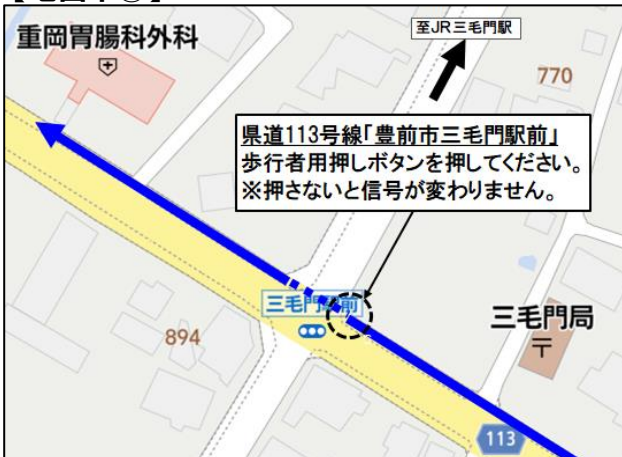 重岡胃腸科外科
至JR三毛門駅
770
県道113号線「豊前市三毛門駅前」
歩行者用押しボタンを押してください。
※押さないと信号が変わりません。
三毛門駅前
894
三毛門局
〒
113